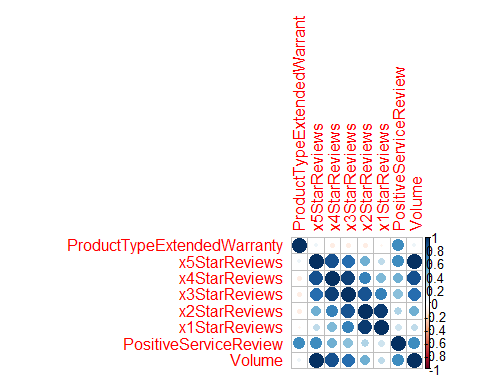 ProductTypeExtendedWarrant
x5StarReviews
x4StarReviews
x3StarReviews
x2StarReviews
x1StarReviews
PositiveServiceReview
Volume
ProductTypeExtendedWarranty
x5StarReviews
x4StarReviews
x3StarReviews
x2StarReviews
x1StarReviews
PositiveServiceReview
Volume
1
0.8
0.6
0.4
0.2
0
-0.2
-0.4
-0.6
-0.8
-1